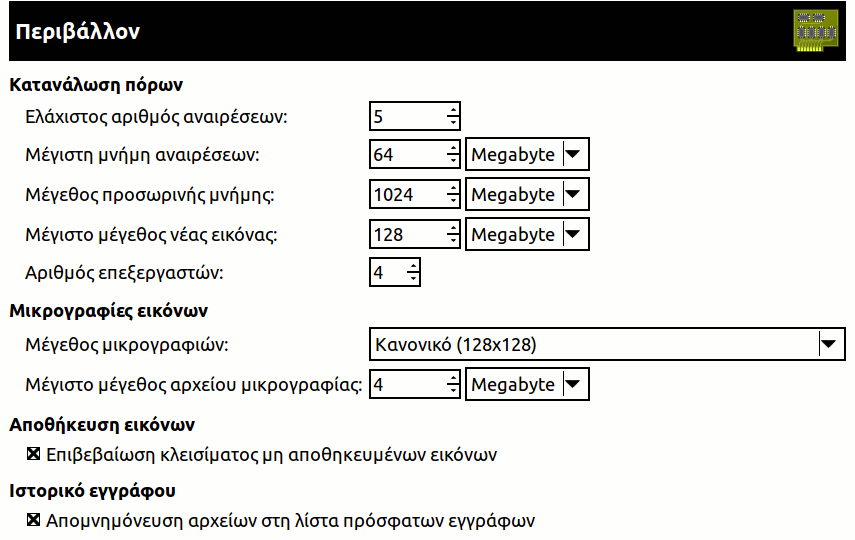 Περιβάλλον
Κατανάλωση πόρων
Ελάχιστος αριθμός αναιρέσεων: 5
Μέγιστη μνήμη αναιρέσεων: 64 Megabyte
Μέγεθος προσωρινής μνήμης: 1024 Megabyte
Μέγιστο μέγεθος νέας εικόνας: 128 Megabyte
Αριθμός επεξεργαστών: 4
Μικρογραφίες εικόνων
Μέγεθος μικρογραφιών: Κανονικό (128x128)
Μέγιστο μέγεθος αρχείου μικρογραφίας: 4 Megabyte
Αποθήκευση εικόνων
Επιβεβαίωση κλεισίματος μη αποθηκευμένων εικόνων
Ιστορικό εγγράφου
Απομνημόνευση αρχείων στη λίστα πρόσφατων εγγράφων